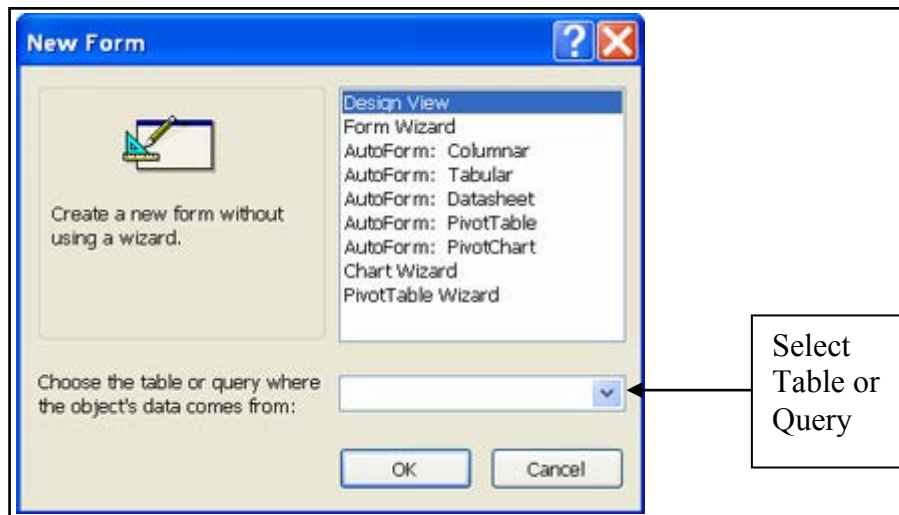 New Form
Design View
Form Wizard
AutoForm: Columnar
AutoForm: Tabular
AutoForm: Datasheet
AutoForm: PivotTable
AutoForm: PivotChart
Chart Wizard
PivotTable Wizard
Create a new form without
using a wizard.
Choose the table or query where
the object's data comes from:
OK
Cancel
Select
Table or
Query